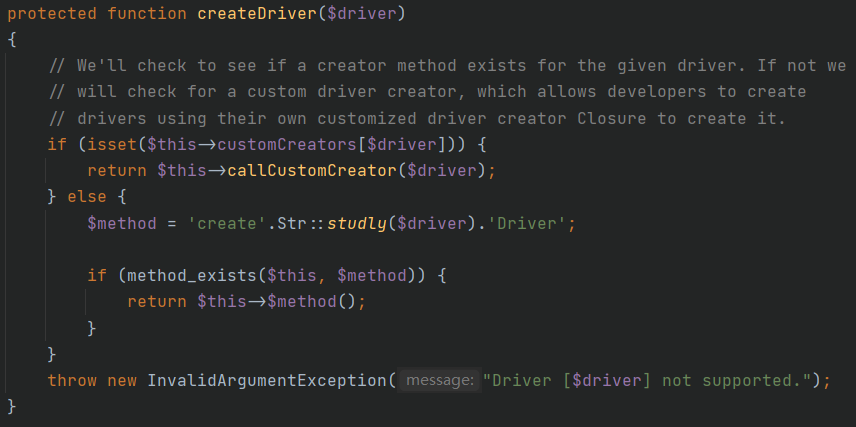 protected function createDriver($driver)
{
    // We'll check to see if a creator method exists for the given driver. If not we
    // will check for a custom driver creator, which allows developers to create
    // drivers using their own customized driver creator Closure to create it.
    if (isset($this->customCreators[$driver])) {
        return $this->callCustomCreator($driver);
    } else {
        $method = 'create'.Str::studly($driver).'Driver';

        if (method_exists($this, $method)) {
            return $this->$method();
        }
    }
    throw new InvalidArgumentException( message: "Driver [$driver] not supported.");
}